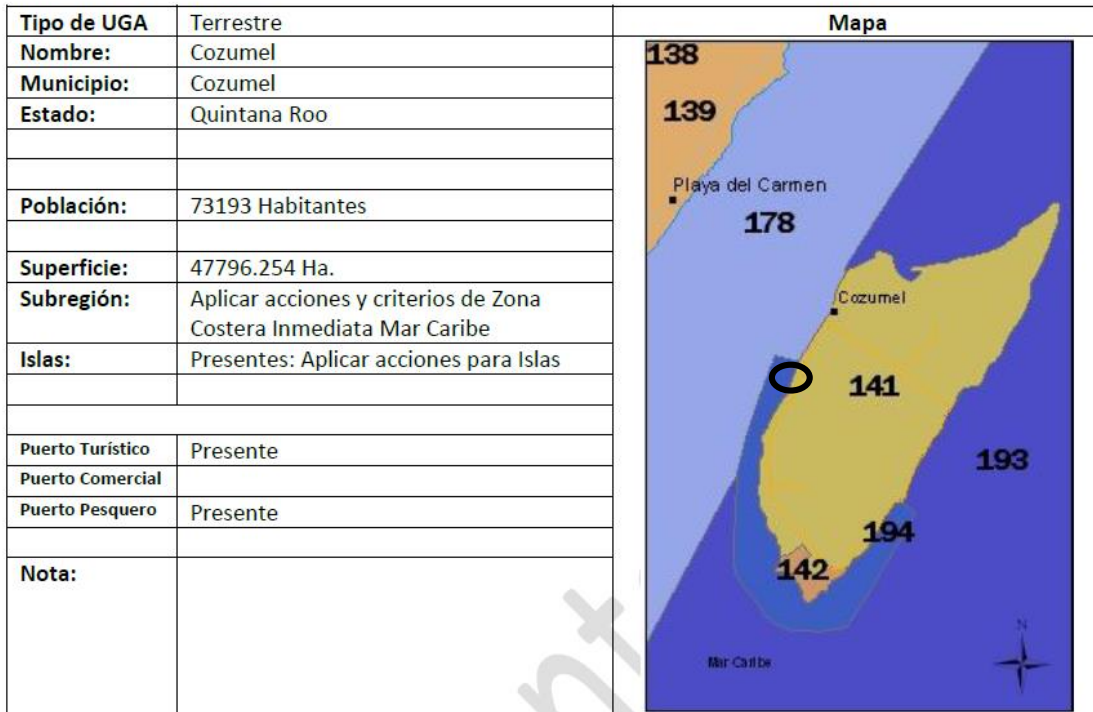 Tipo de UGA Terrestre Mapa
Nombre: Cozumel
Municipio: Cozumel
Estado: Quintana Roo
Población: 73193 Habitantes
Superficie: 47796.254 Ha.
Subregión: Aplicar acciones y criterios de Zona
Costera Inmediata Mar Caribe
Islas: Presentes: Aplicar acciones para Islas
Puerto Turístico Presente
Puerto Comercial
Puerto Pesquero Presente
Nota:
138
139
Playa del Carmen
178
Cozumel
141
193
194
142
N
Mar Caribe